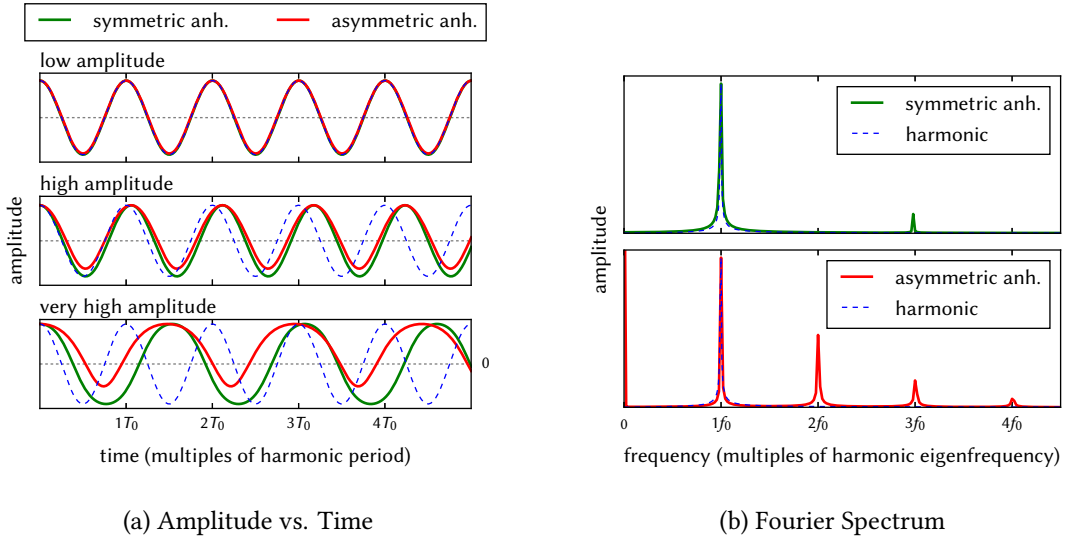 symmetric anh. asymmetric anh.
low amplitude
high amplitude
very high amplitude
amplitude
0
1T₀ 2T₀ 3T₀ 4T₀
time (multiples of harmonic period)
(a) Amplitude vs. Time
symmetric anh.
harmonic
asymmetric anh.
harmonic
amplitude
0 1f₀ 2f₀ 3f₀ 4f₀
frequency (multiples of harmonic eigenfrequency)
(b) Fourier Spectrum